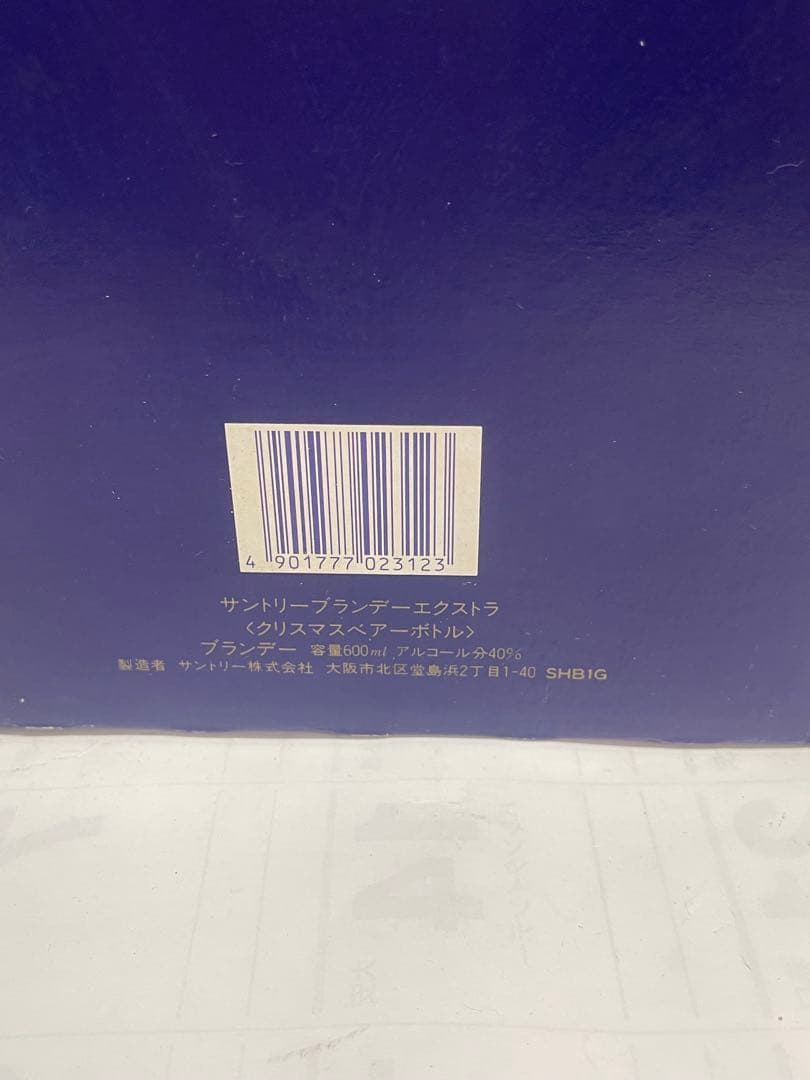 4 901777 023123
サントリーブランデーエクストラ
〈クリスマスベアーボトル〉
ブランデー 容量600ml アルコール分40%
製造者 サントリー株式会社 大阪市北区堂島浜2丁目1-40 SHB1G